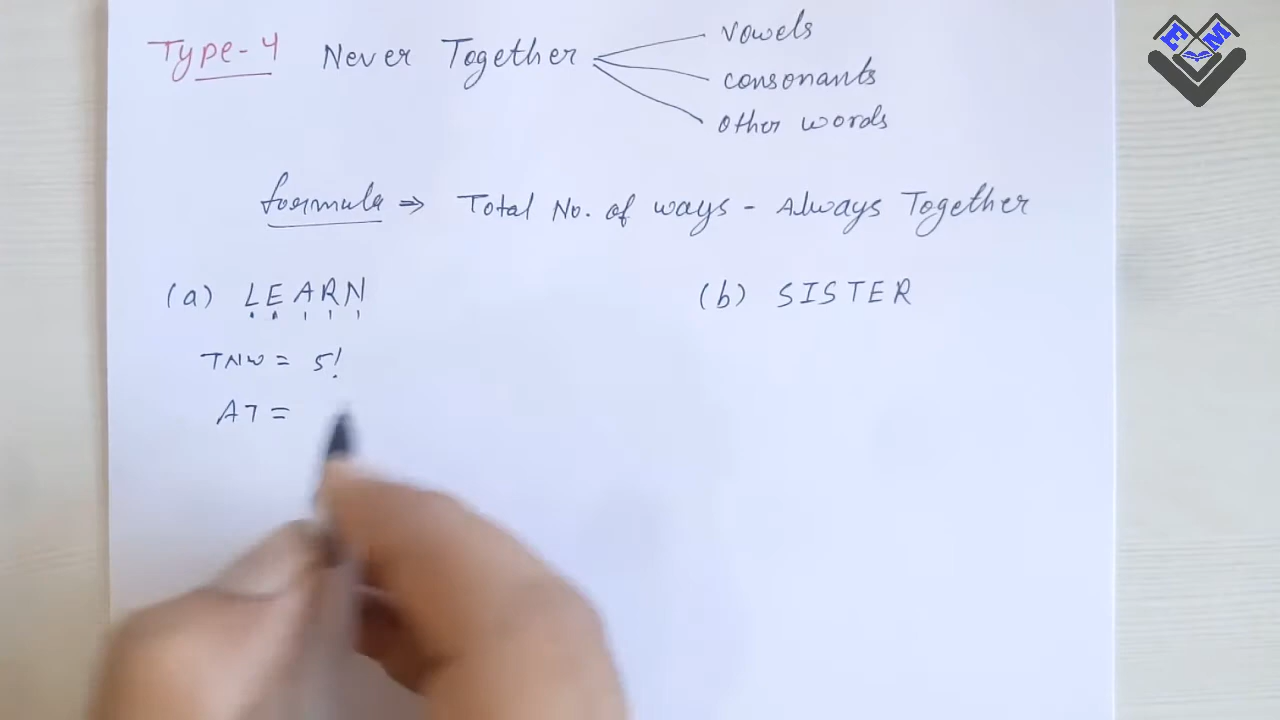 Type-4 Never Together
vowels
consonants
other words
formula ⇒ Total No. of ways - Always Together
(a) LEARN
(b) SISTER
TNW = 5!
AT =
FM